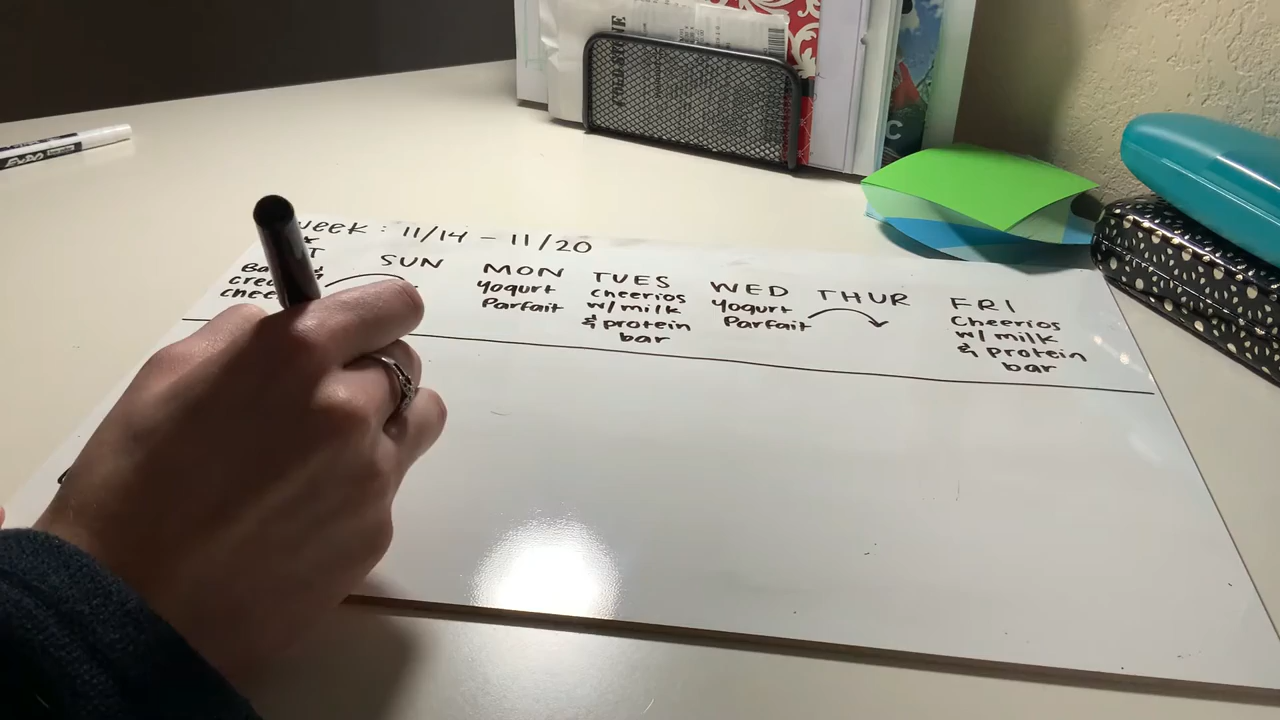 week: 11/14 - 11/20
SUN
MON
Yogurt
Parfait
TUES
cheerios
w/milk
& protein
bar
WED
Yogurt
Parfait
THUR
FRI
Cheerios
w/ milk
& protein
bar
EXPO